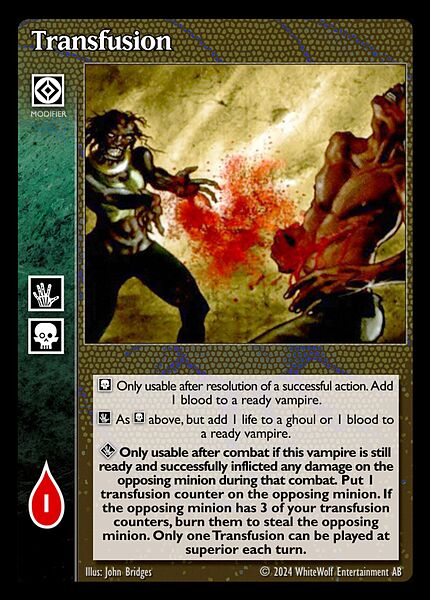 Transfusion
MODIFIER
Only usable after resolution of a successful action. Add
1 blood to a ready vampire.
As above, but add 1 life to a ghoul or 1 blood to
a ready vampire.
Only usable after combat if this vampire is still
ready and successfully inflicted any damage on the
opposing minion during that combat. Put 1
transfusion counter on the opposing minion. If
the opposing minion has 3 of your transfusion
counters, burn them to steal the opposing
minion. Only one Transfusion can be played at
superior each turn.
1
Illus: John Bridges © 2024 WhiteWolf Entertainment AB